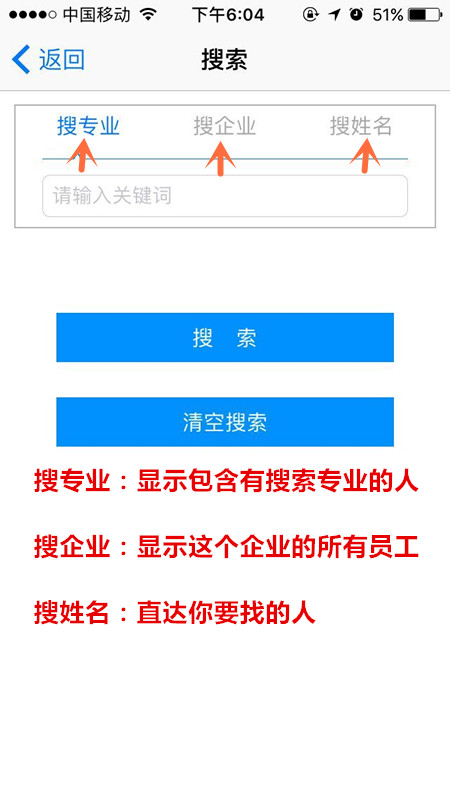 中国移动 下午6:04 51%
返回 搜索
搜专业 搜企业 搜姓名
请输入关键词
搜 索
清空搜索
搜专业：显示包含有搜索专业的人
搜企业：显示这个企业的所有员工
搜姓名：直达你要找的人